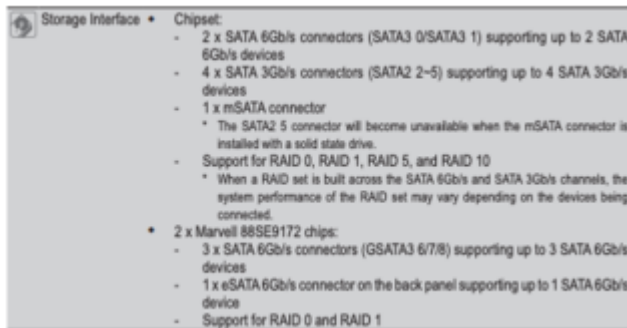 Storage Interface • Chipset:
- 2 x SATA 6Gb/s connectors (SATA3 0/SATA3 1) supporting up to 2 SATA
6Gb/s devices
- 4 x SATA 3Gb/s connectors (SATA2 2~5) supporting up to 4 SATA 3Gb/s
devices
- 1 x mSATA connector
* The SATA2 5 connector will become unavailable when the mSATA connector is
installed with a solid state drive.
- Support for RAID 0, RAID 1, RAID 5, and RAID 10
* When a RAID set is built across the SATA 6Gb/s and SATA 3Gb/s channels, the
system performance of the RAID set may vary depending on the devices being
connected.
• 2 x Marvell 88SE9172 chips:
- 3 x SATA 6Gb/s connectors (GSATA3 6/7/8) supporting up to 3 SATA 6Gb/s
devices
- 1 x eSATA 6Gb/s connector on the back panel supporting up to 1 SATA 6Gb/s
device
- Support for RAID 0 and RAID 1